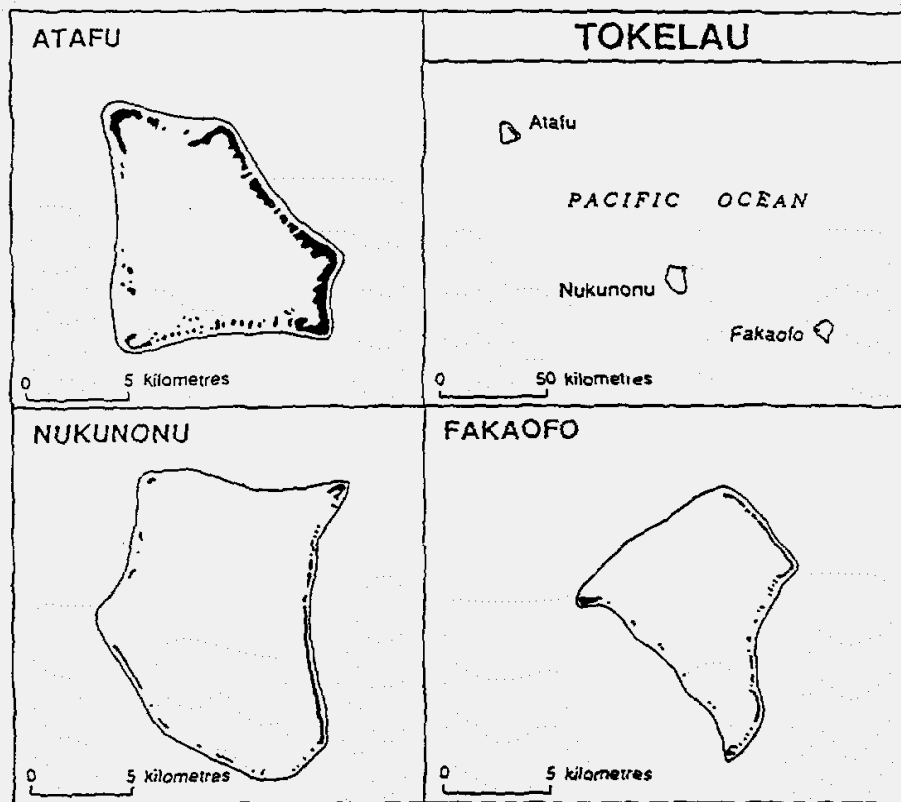 ATAFU
0 5 kilometres
TOKELAU
Atafu
PACIFIC OCEAN
Nukunonu
Fakaofo
0 50 kilometres
NUKUNONU
0 5 kilometres
FAKAOFO
0 5 kilometres